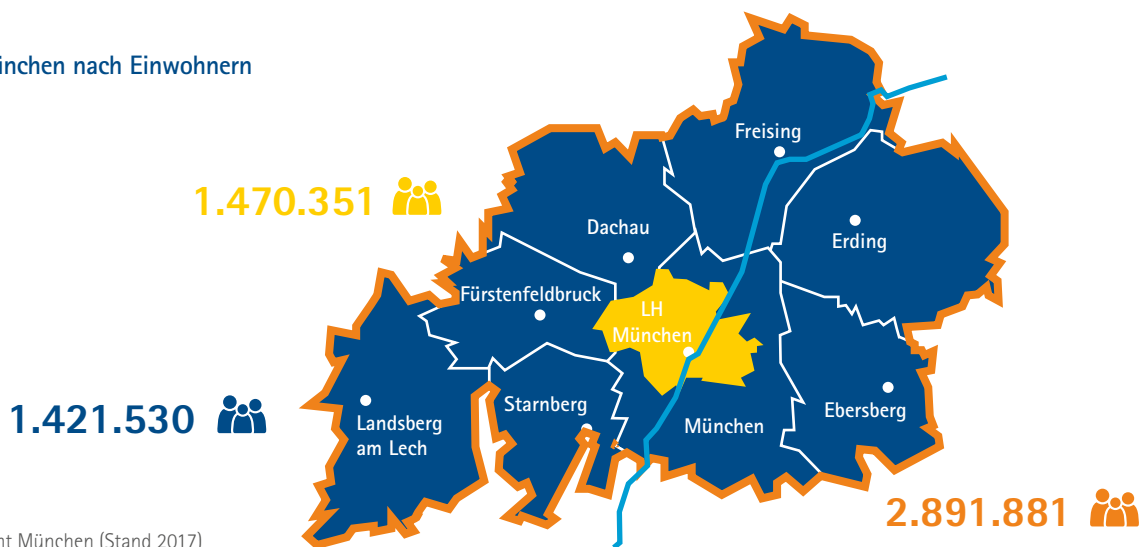 inchen nach Einwohnern
Freising
1.470.351
Dachau
Erding
Fürstenfeldbruck
LH
München
Starnberg
Ebersberg
1.421.530
Landsberg
am Lech
München
2.891.881
nt München (Stand 2017)